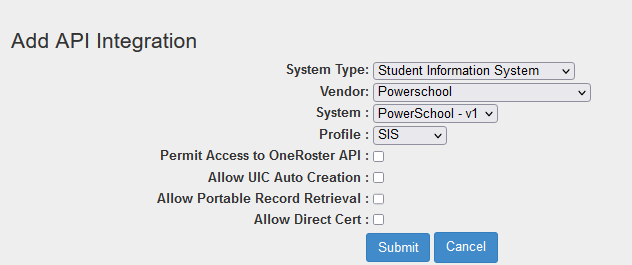 Add API Integration
System Type: Student Information System
Vendor: Powerschool
System : PowerSchool - v1
Profile : SIS
Permit Access to OneRoster API :
Allow UIC Auto Creation :
Allow Portable Record Retrieval :
Allow Direct Cert :
Submit Cancel